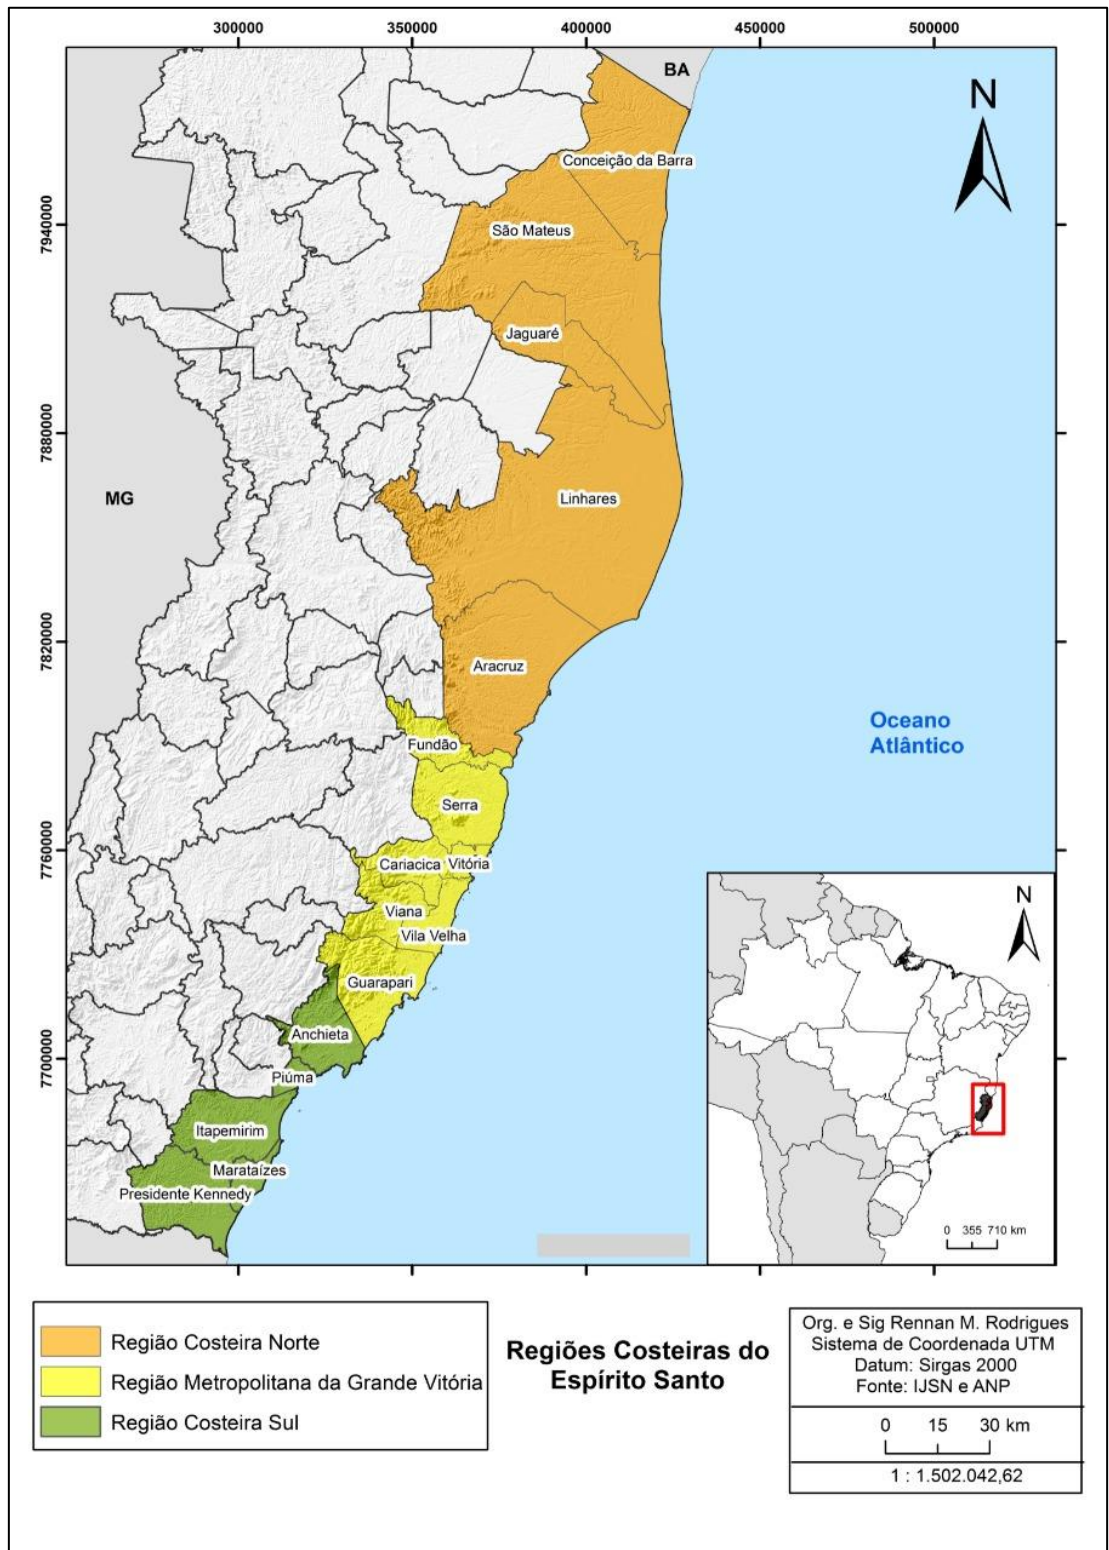 300000
350000
400000
450000
500000
BA
N
Conceição da Barra
7940000
São Mateus
Jaguaré
7880000
MG
Linhares
7820000
Aracruz
Oceano
Atlântico
Fundão
Serra
7760000
Cariacica
Vitória
Viana
Vila Velha
N
Guarapari
Anchieta
7700000
Piúma
Itapemirim
Marataízes
Presidente Kennedy
0 355 710 km
Região Costeira Norte
Região Metropolitana da Grande Vitória
Região Costeira Sul
Regiões Costeiras do
Espírito Santo
Org. e Sig Rennan M. Rodrigues
Sistema de Coordenada UTM
Datum: Sirgas 2000
Fonte: IJSN e ANP
0 15 30 km
1 : 1.502.042,62